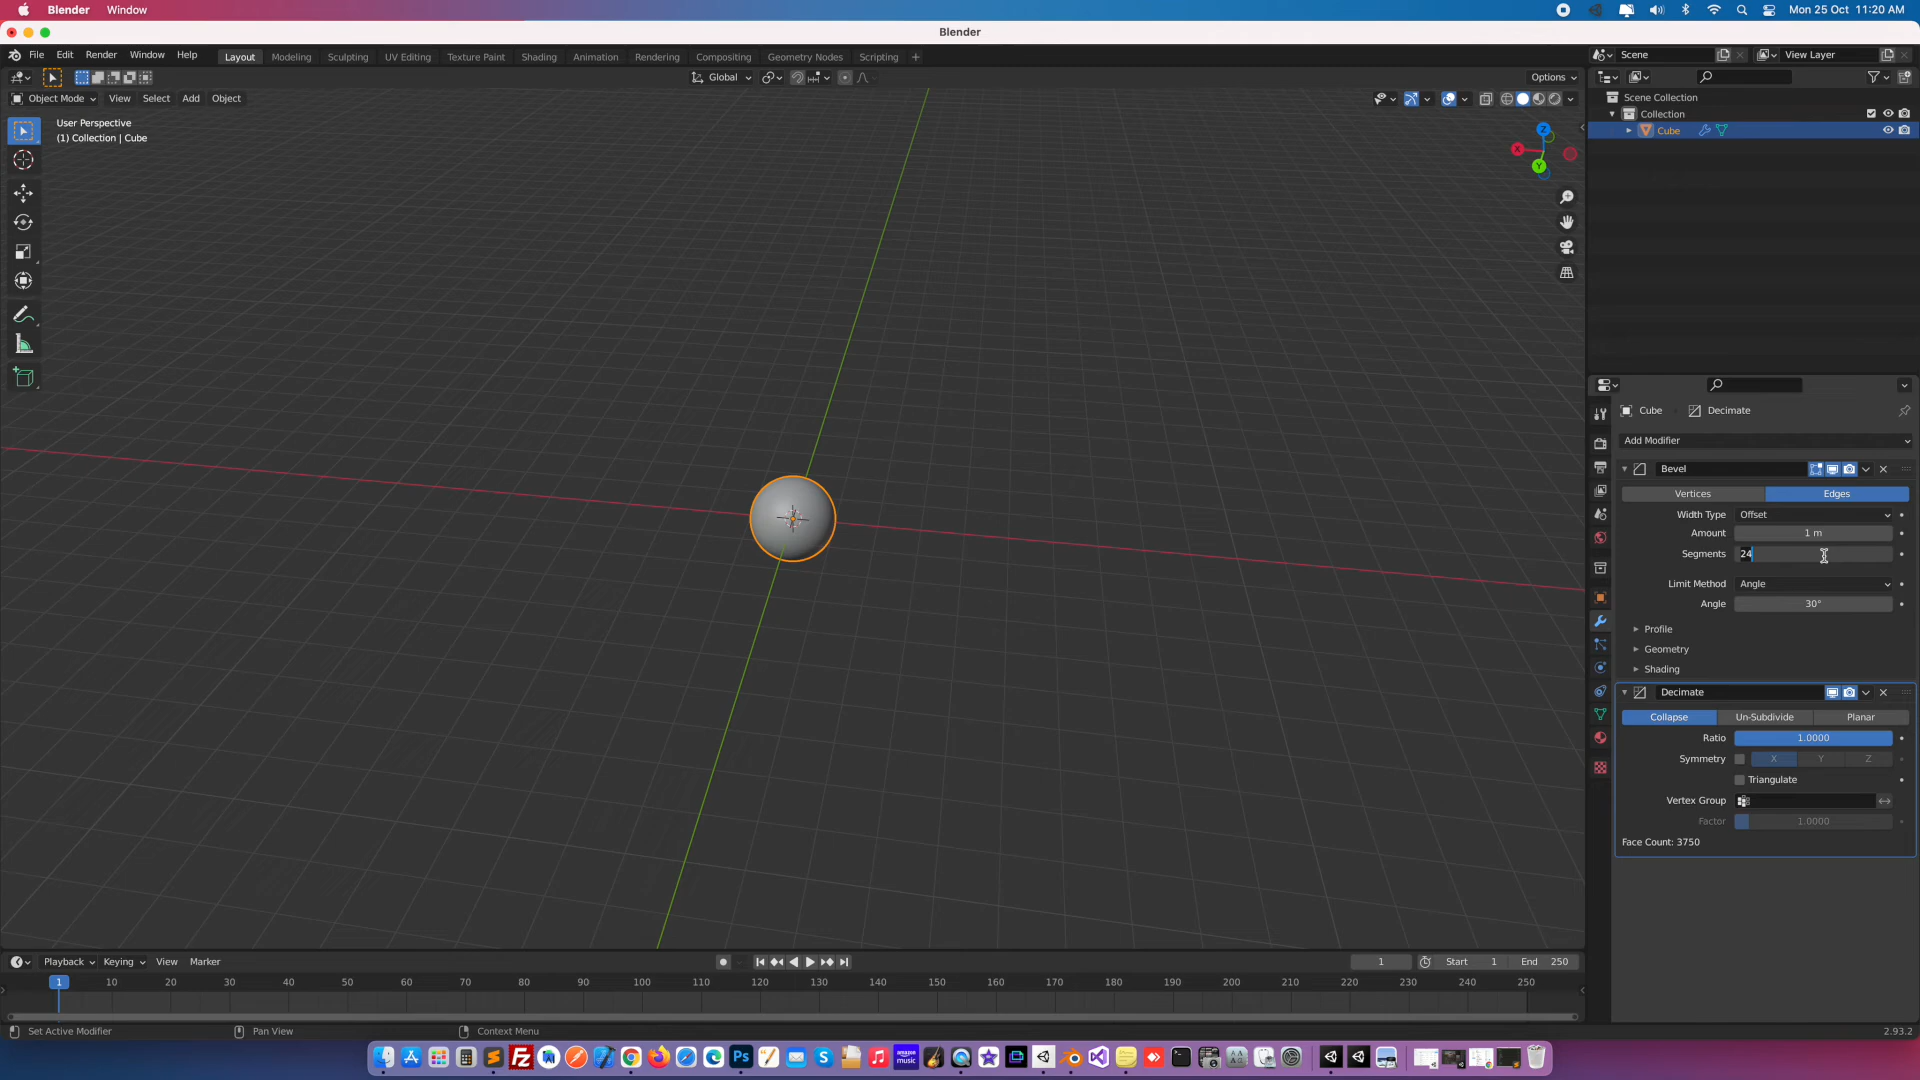 Blender Window Mon 25 Oct 11:20 AM
Blender
File Edit Render Window Help Layout Modeling Sculpting UV Editing Texture Paint Shading Animation Rendering Compositing Geometry Nodes Scripting + Scene View Layer
Global Options
Object Mode View Select Add Object
Scene Collection
User Perspective
Collection
(1) Collection | Cube
Cube
Z
X
Y
Cube Decimate
Add Modifier
Bevel
Vertices Edges
Width Type Offset
Amount 1 m
Segments 24
Limit Method Angle
Angle 30°
Profile
Geometry
Shading
Decimate
Collapse Un-Subdivide Planar
Ratio 1.0000
Symmetry X Y Z
Triangulate
Vertex Group
Factor 1.0000
Face Count: 3750
Playback Keying View Marker 1 Start 1 End 250
1 10 20 30 40 50 60 70 80 90 100 110 120 130 140 150 160 170 180 190 200 210 220 230 240 250
Set Active Modifier Pan View Context Menu 2.93.2
Fz Ps S amazon music